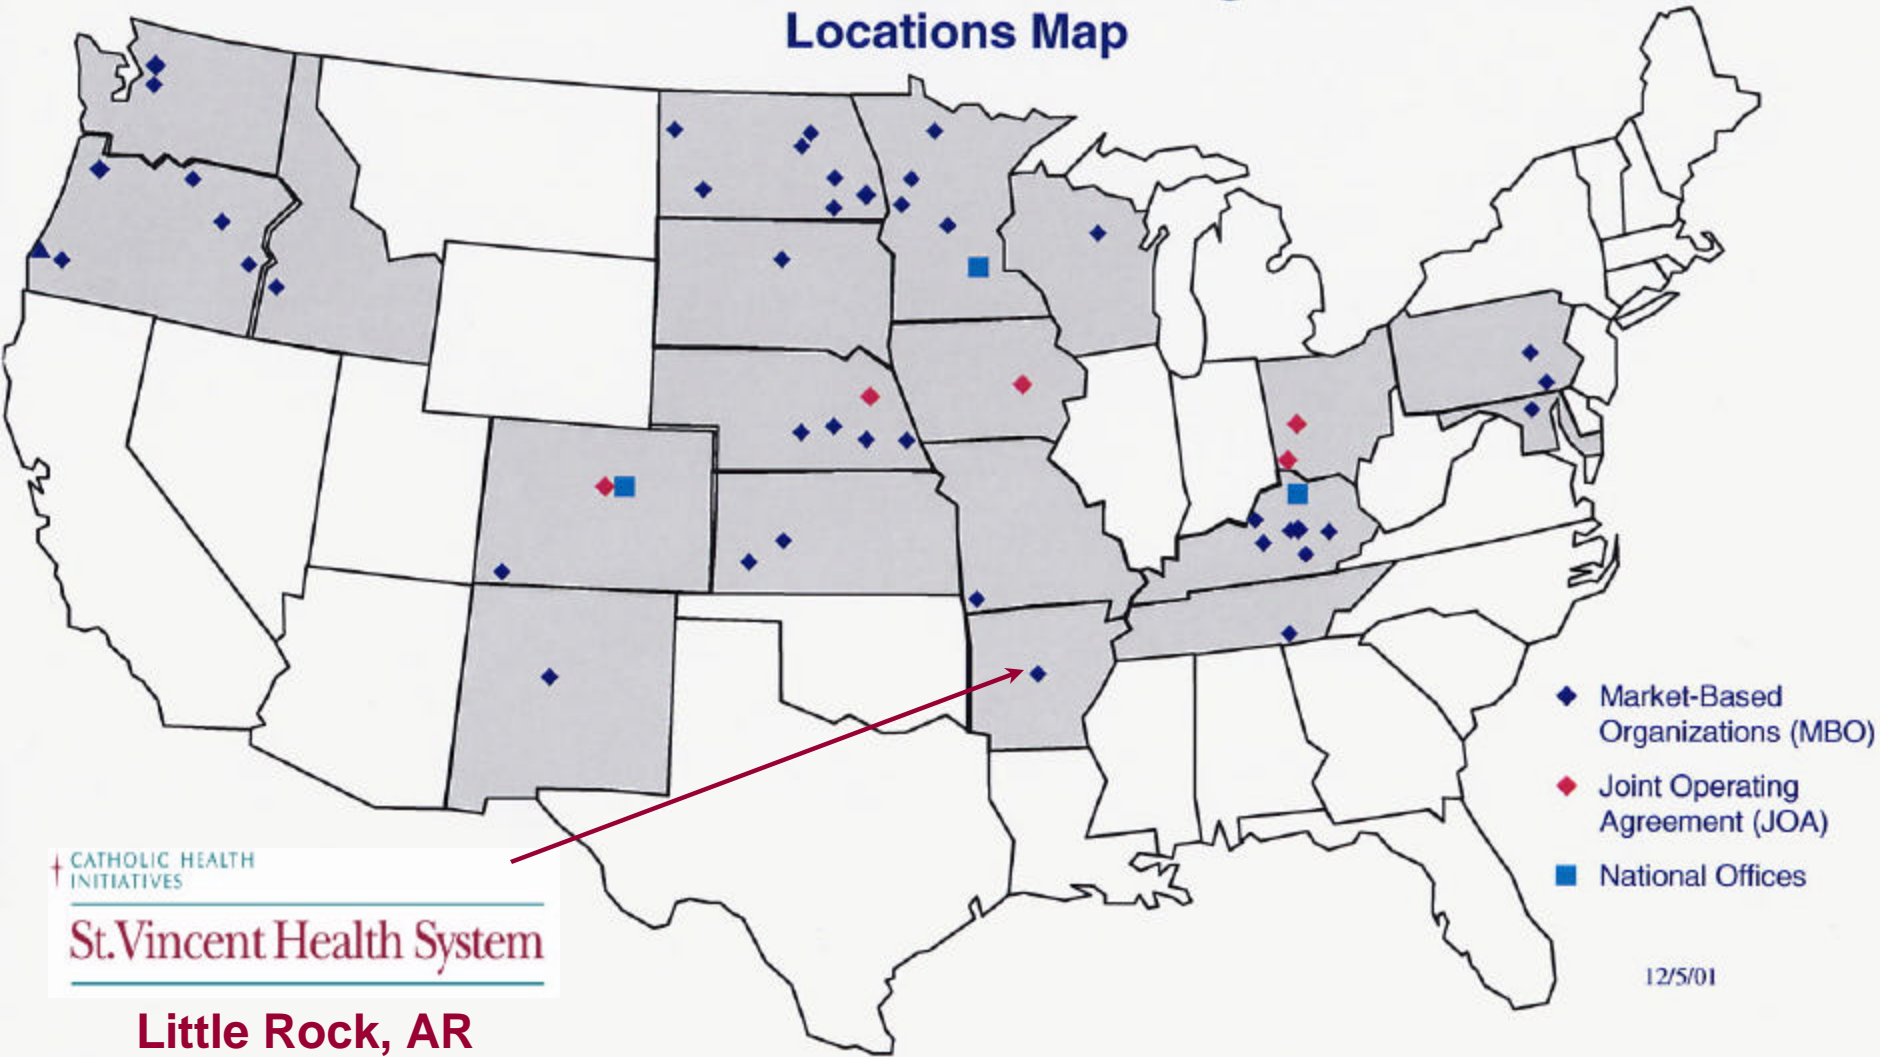 Locations Map
Market-Based
Organizations (MBO)
Joint Operating
Agreement (JOA)
National Offices
12/5/01
CATHOLIC HEALTH
INITIATIVES
St.Vincent Health System
Little Rock, AR